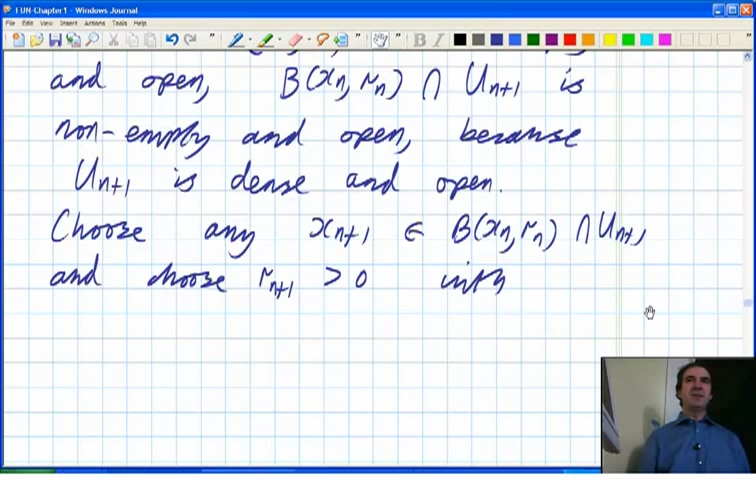 1 UN-Chapter1 - Windows Journal
File Edit View Insert Actions Tools Help
and open, B(xₙ, rₙ) ∩ Uₙ₊₁ is
non-empty and open, because
Uₙ₊₁ is dense and open.
Choose any xₙ₊₁ ∈ B(xₙ, rₙ) ∩ Uₙ₊₁
and choose rₙ₊₁ > 0 with